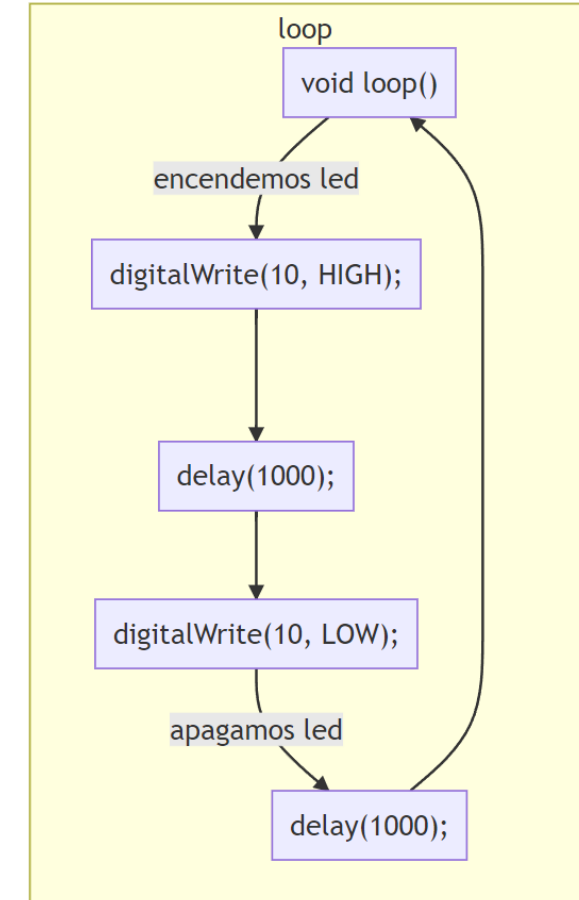 loop
void loop()
encendemos led
digitalWrite(10, HIGH);
delay(1000);
digitalWrite(10, LOW);
apagamos led
delay(1000);